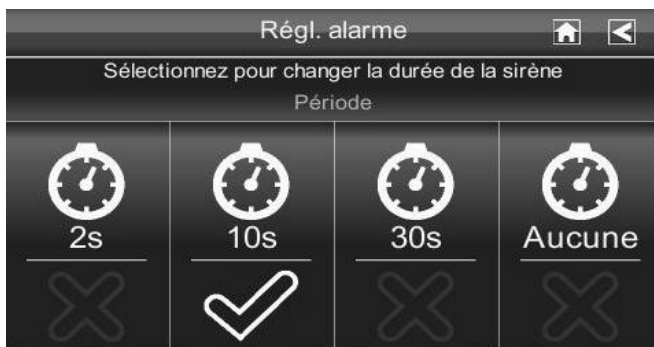 Régl. alarme
Sélectionnez pour changer la durée de la sirène
Période
2s 10s 30s Aucune